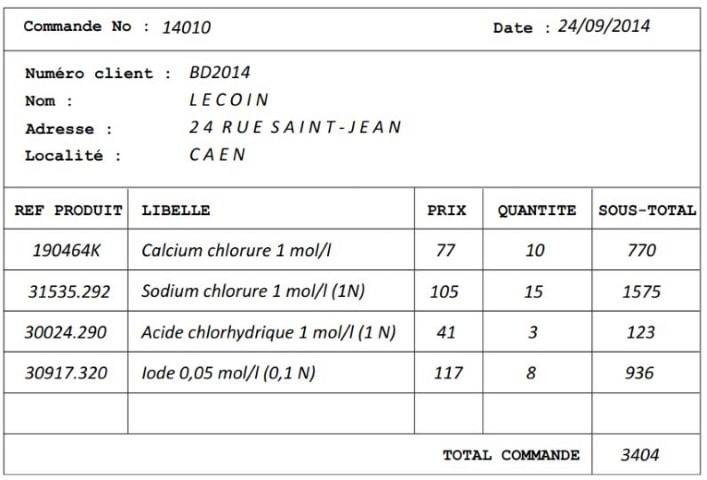 Commande No : 14010 Date : 24/09/2014
Numéro client : BD2014
Nom : LECOIN
Adresse : 24 RUE SAINT-JEAN
Localité : CAEN
REF PRODUIT LIBELLE PRIX QUANTITE SOUS-TOTAL
190464K Calcium chlorure 1 mol/l 77 10 770
31535.292 Sodium chlorure 1 mol/l (1N) 105 15 1575
30024.290 Acide chlorhydrique 1 mol/l (1 N) 41 3 123
30917.320 Iode 0,05 mol/l (0,1 N) 117 8 936
TOTAL COMMANDE 3404